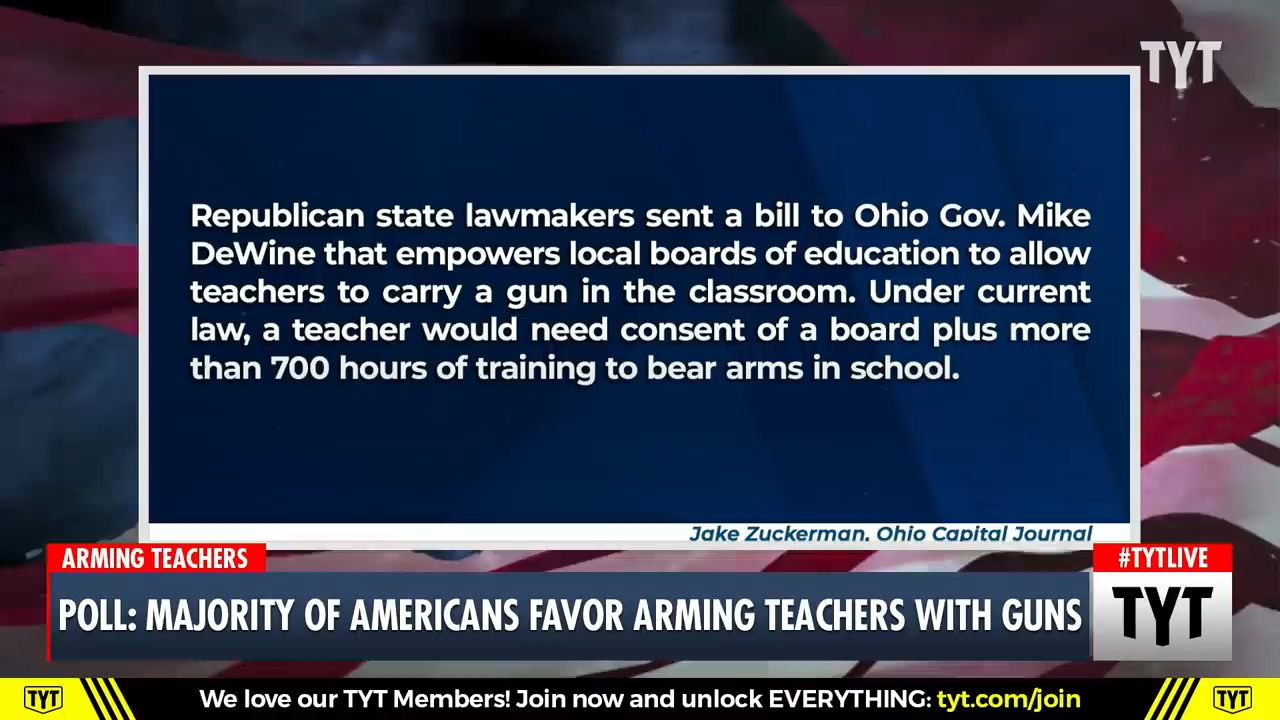 TYT
Republican state lawmakers sent a bill to Ohio Gov. Mike
DeWine that empowers local boards of education to allow
teachers to carry a gun in the classroom. Under current
law, a teacher would need consent of a board plus more
than 700 hours of training to bear arms in school.
Jake Zuckerman, Ohio Capital Journal
ARMING TEACHERS
#TYTLIVE
POLL: MAJORITY OF AMERICANS FAVOR ARMING TEACHERS WITH GUNS
TYT
TYT
We love our TYT Members! Join now and unlock EVERYTHING: tyt.com/join
TYT